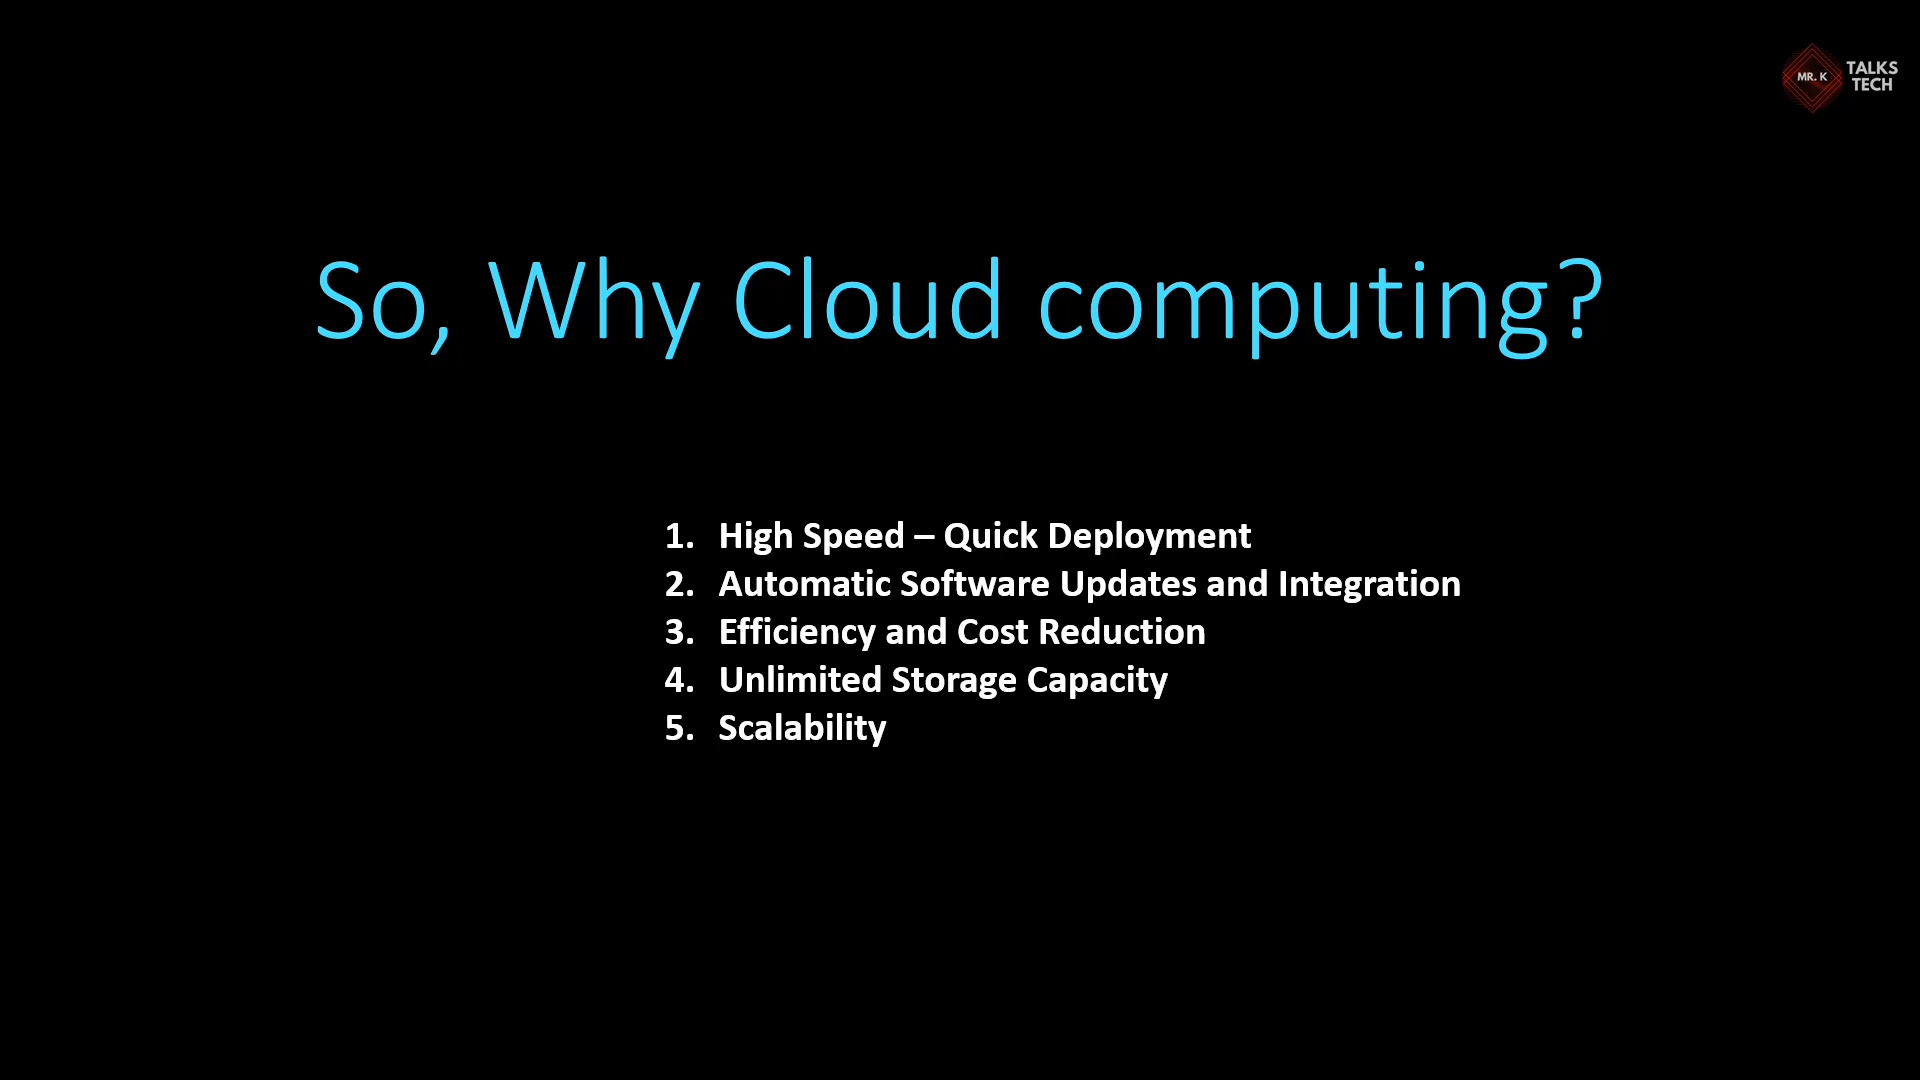 MR. K
TALKS
TECH
So, Why Cloud computing?
1. High Speed – Quick Deployment
2. Automatic Software Updates and Integration
3. Efficiency and Cost Reduction
4. Unlimited Storage Capacity
5. Scalability